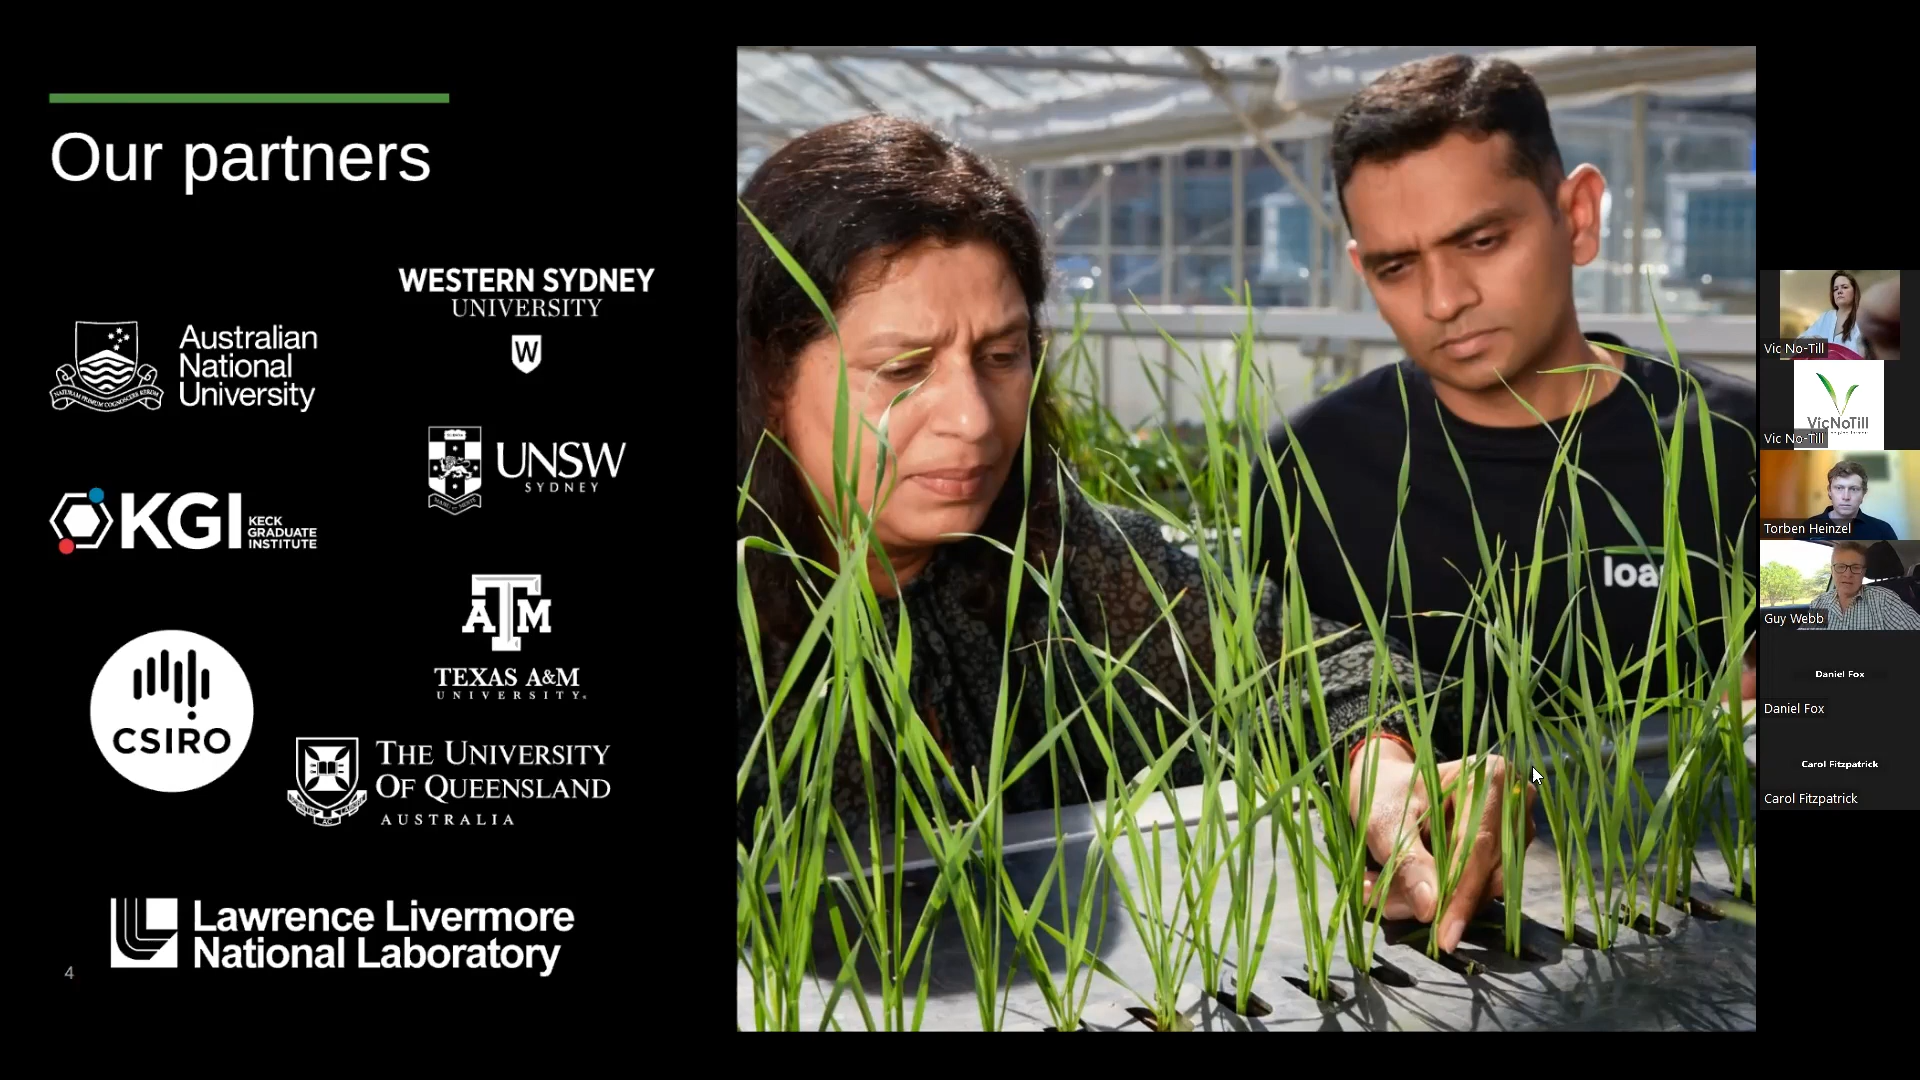 Our partners
WESTERN SYDNEY
UNIVERSITY
W
Australian
National
University
UNSW
SYDNEY
KGI
KECK
GRADUATE
INSTITUTE
ATM
TEXAS A&M
UNIVERSITY.
CSIRO
THE UNIVERSITY
OF QUEENSLAND
AUSTRALIA
Lawrence Livermore
National Laboratory
4
loa
Vic No-Till
VicNoTill
Vic No-Till
Torben Heinzel
Guy Webb
Daniel Fox
Daniel Fox
Carol Fitzpatrick
Carol Fitzpatrick